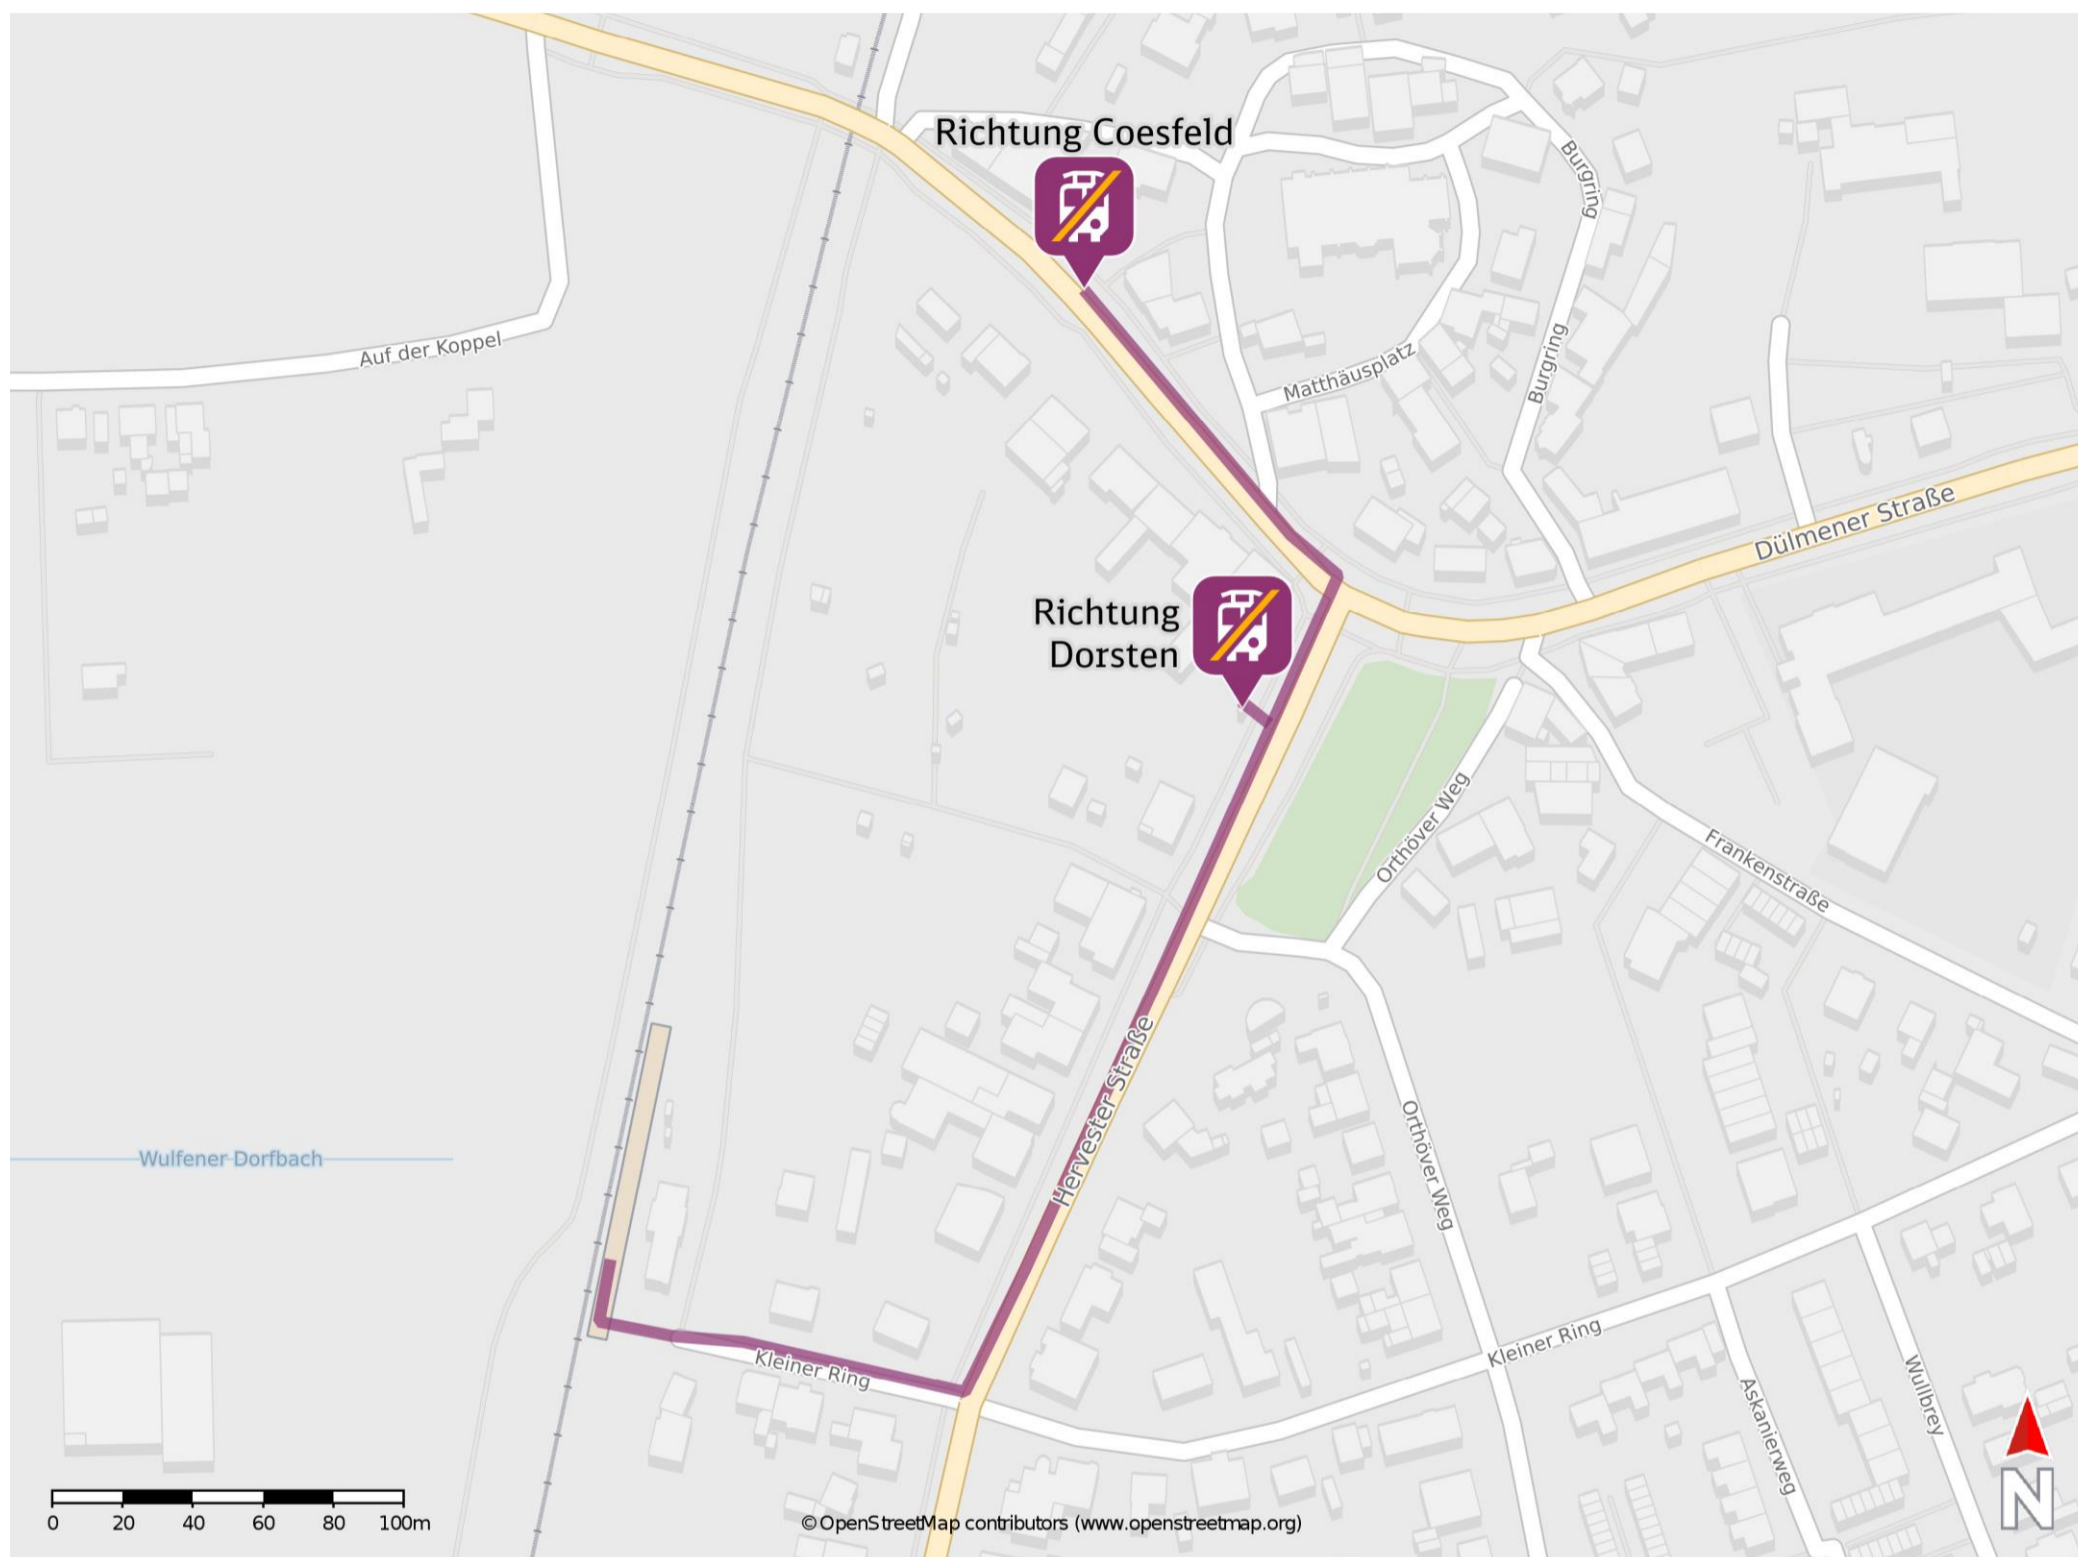 Richtung Coesfeld
Burgring
Auf der Koppel
Matthäusplatz
Burgring
Dülmener Straße
Richtung
Dorsten
Orthöver Weg
Frankenstraße
Hervester Straße
Wulfener Dorfbach
Orthöver Weg
Kleiner Ring
Kleiner Ring
Askanierweg
Wullbrey
N
0 20 40 60 80 100m
© OpenStreetMap contributors (www.openstreetmap.org)